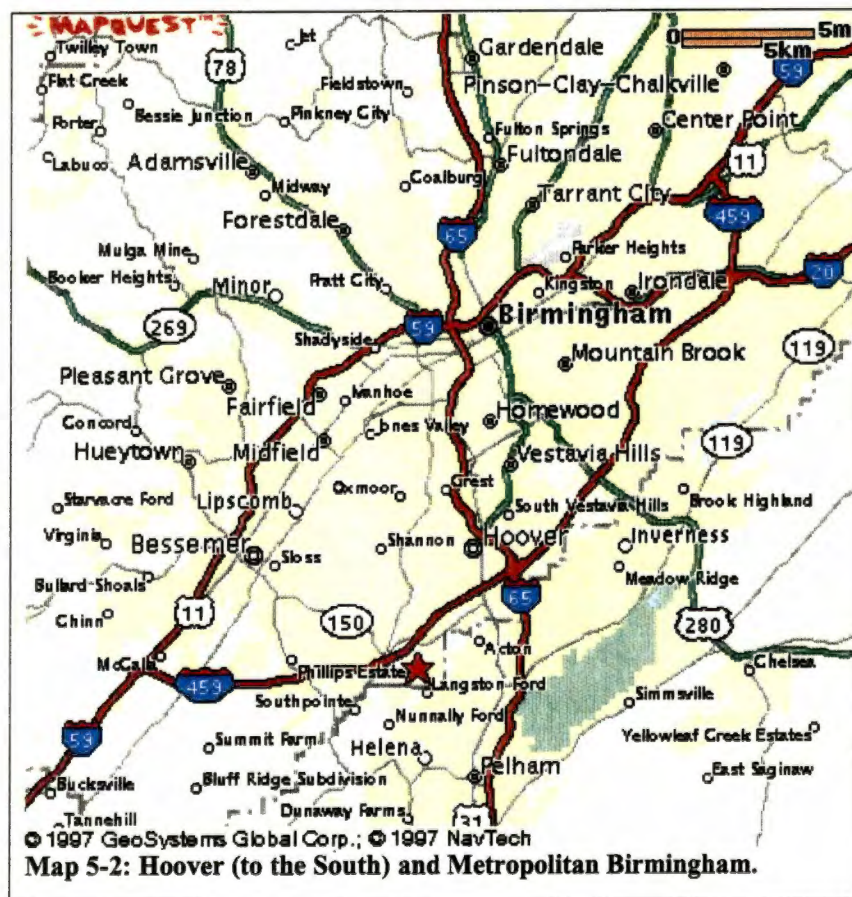 MAPQUEST™
0 5m
5km
Twilley Town
Jet
Gardendale
78
59
Flat Creek
Fieldstown
Pinson-Clay-Chalkville
Porter
Bessie Junction
Pinkney City
Fulton Springs
Center Point
Labuco
Adamsville
Fultondale
11
Midway
Coalburg
Tarrant City
Forestdale
65
459
Mulga Mine
Parker Heights
Booker Heights
Minor
Pratt City
Kingston
Irondale
20
269
Shadyside
59
Birmingham
119
Pleasant Grove
Mountain Brook
Fairfield
Manhoe
Homewood
Concord
Jones Valley
119
Hueytown
Midfield
Vestavia Hills
Starvacre Ford
Lipscomb
Oxmoor
Crest
South Vestavia Hills
Brook Highland
Virginia
Bessemer
Sloss
Shannon
Hoover
Inverness
Bullard-Shoals
Meadow Ridge
Chinn
11
150
65
280
McCalla
Acton
Phillips Estate
Chelsea
459
Langston Ford
Southpointe
Simmsville
59
Nunnally Ford
Summit Farm
Helena
Yellowleaf Creek Estates
Bucksville
Bluff Ridge Subdivision
Pelham
East Saginaw
Tannehill
Dunaway Farms
31
© 1997 GeoSystems Global Corp.; © 1997 NavTech
Map 5-2: Hoover (to the South) and Metropolitan Birmingham.